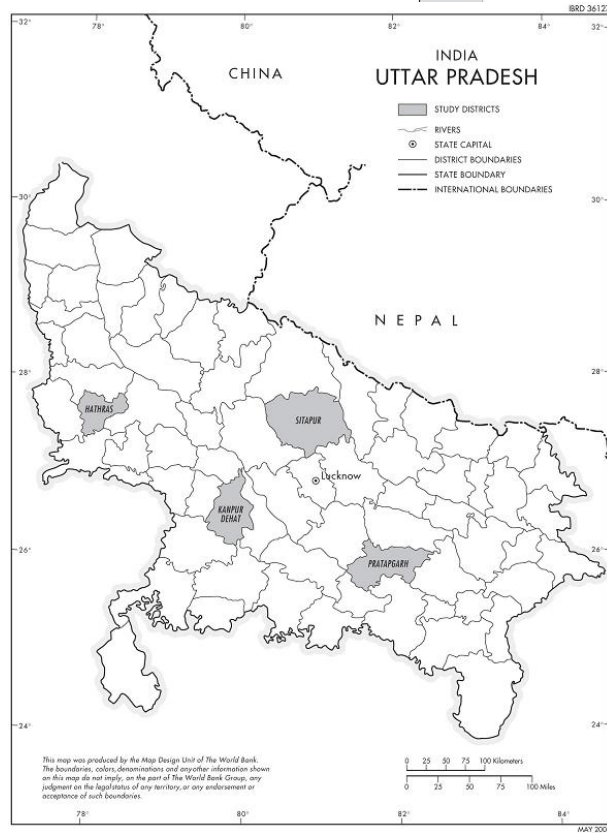 IBRD 36127
78°
80°
82°
84°
32°
32°
INDIA
UTTAR PRADESH
CHINA
STUDY DISTRICTS
RIVERS
STATE CAPITAL
DISTRICT BOUNDARIES
STATE BOUNDARY
INTERNATIONAL BOUNDARIES
30°
30°
NEPAL
28°
28°
HATHRAS
SITAPUR
Lucknow
KANPUR
DEHAT
26°
26°
PRATAPGARH
24°
24°
This map was produced by the Map Design Unit of The World Bank.
The boundaries, colors, denominations and any other information shown
on this map do not imply, on the part of The World Bank Group, any
judgment on the legal status of any territory, or any endorsement or
acceptance of such boundaries.
0 25 50 75 100 Kilometers
0 25 50 75 100 Miles
78°
80°
82°
MAY 200